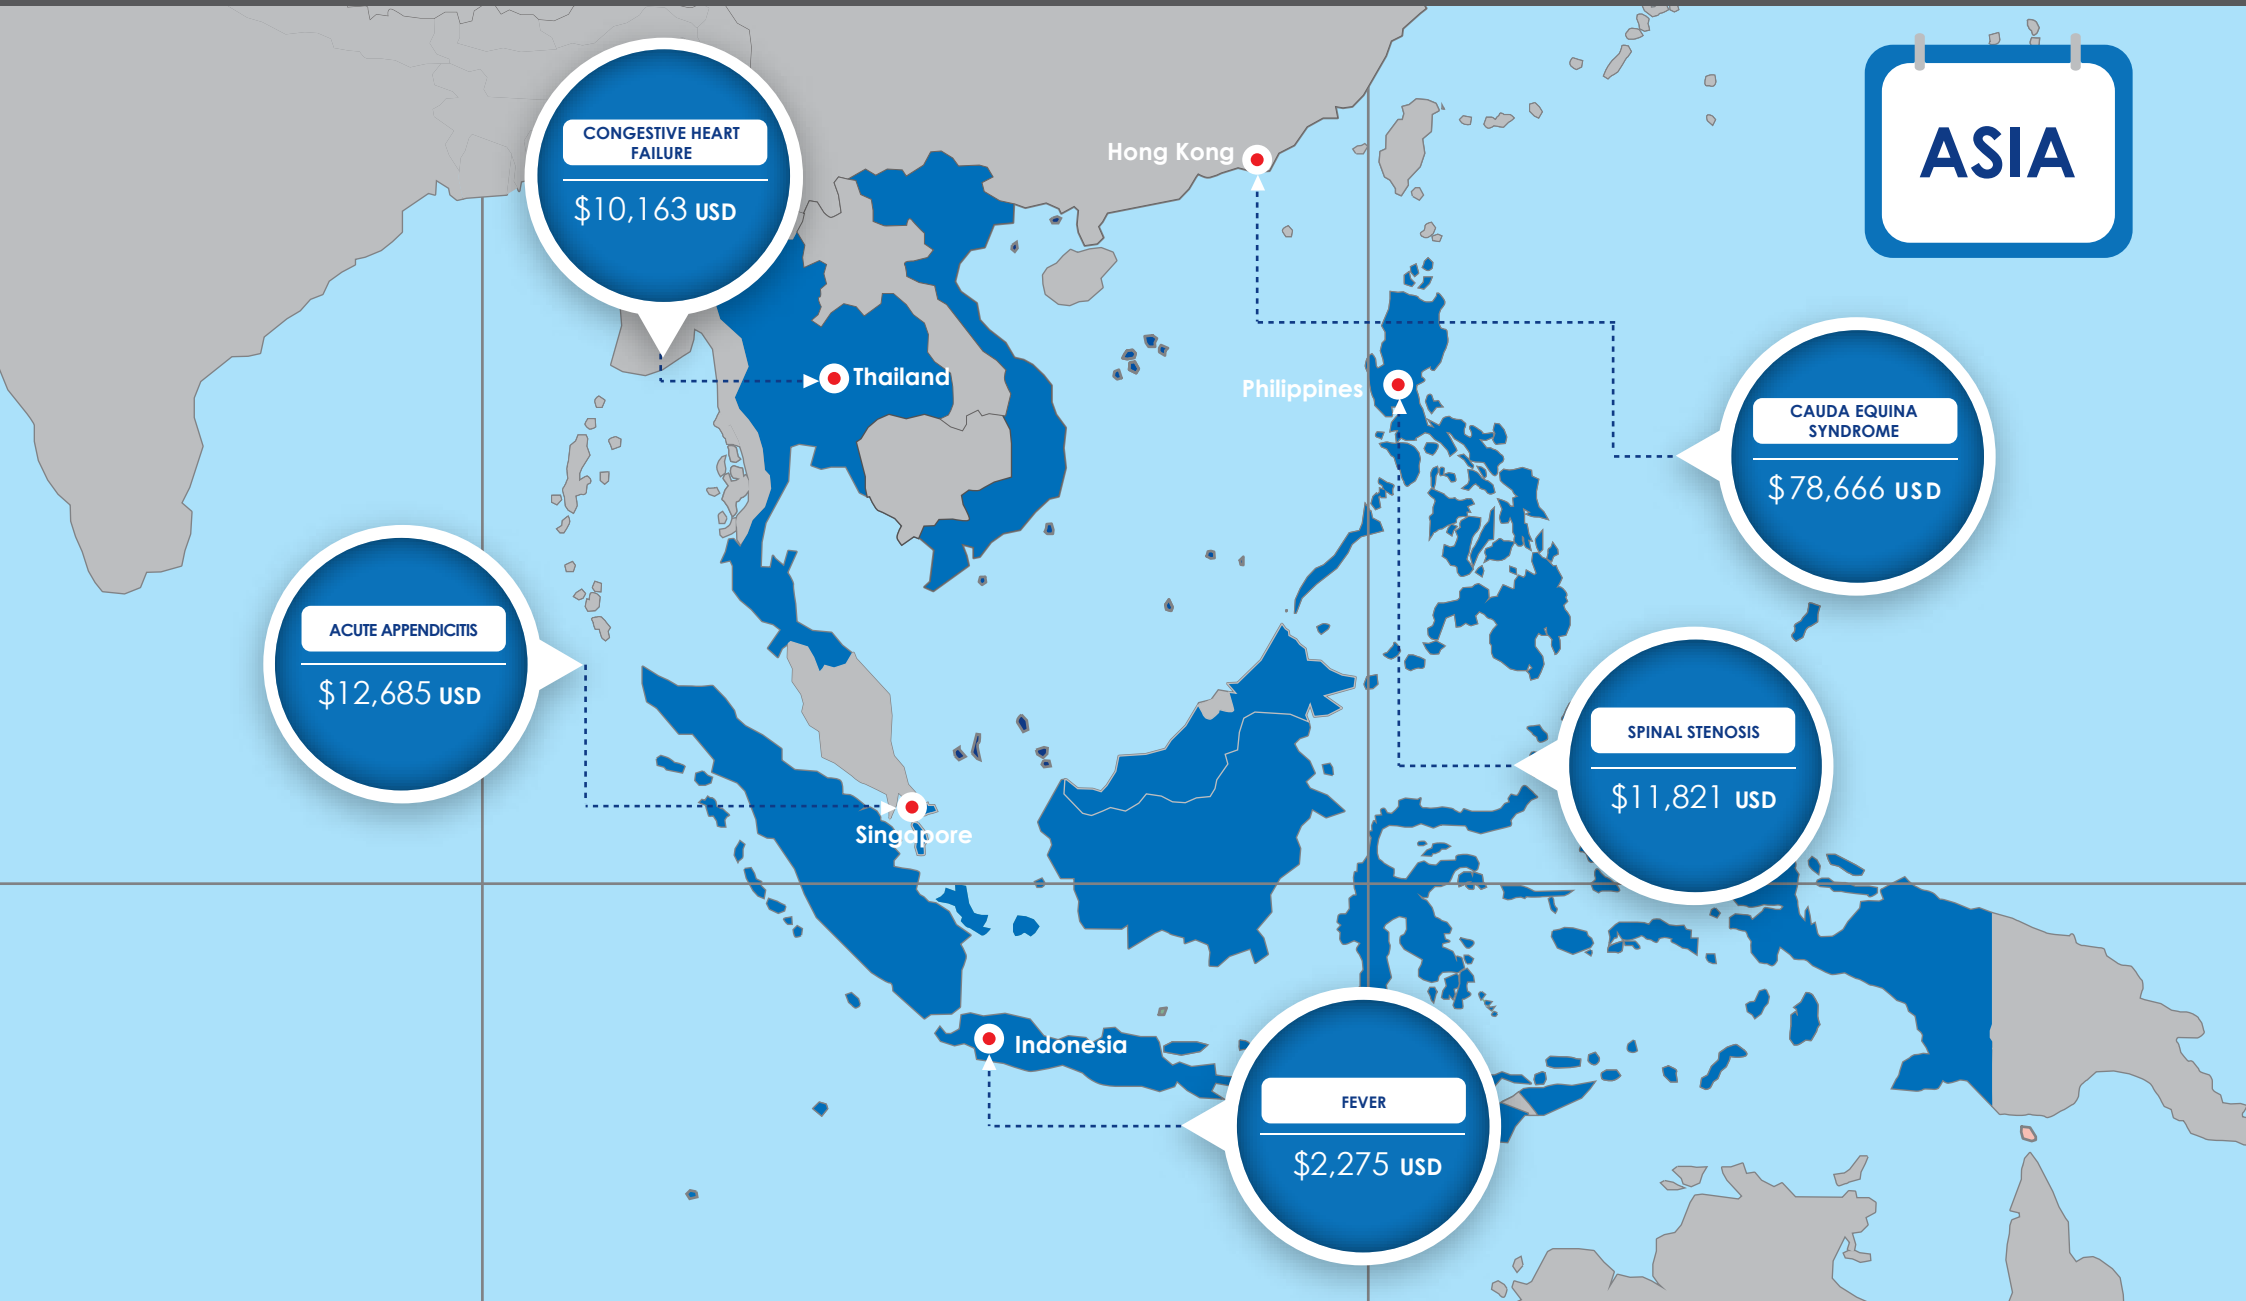 ASIA
CONGESTIVE HEART
FAILURE
$10,163 USD
Hong Kong
Thailand
Philippines
CAUDA EQUINA
SYNDROME
$78,666 USD
ACUTE APPENDICITIS
$12,685 USD
SPINAL STENOSIS
$11,821 USD
Singapore
Indonesia
FEVER
$2,275 USD